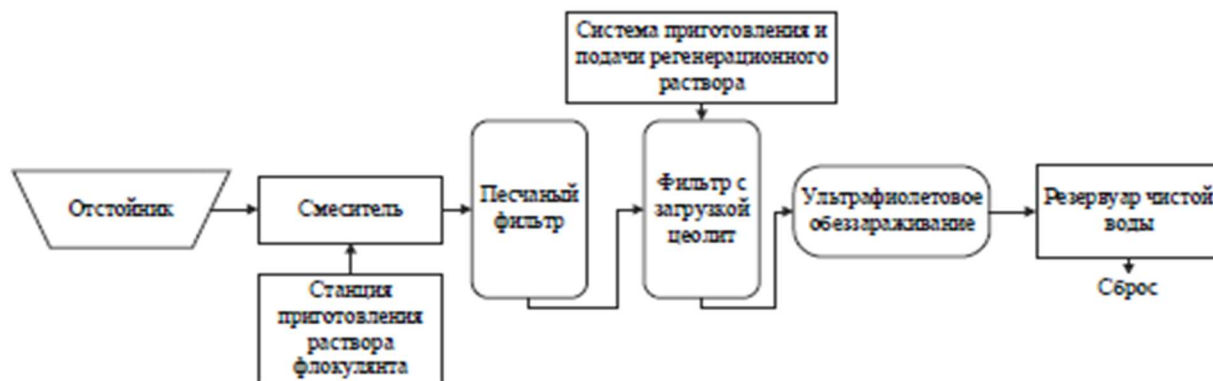 Система приготовления и
подачи регенерационного
раствора
Отстойник
Смеситель
Песчаный
фильтр
Фильтр с
загрузкой
цеолит
Ультрафиолетовое
обеззараживание
Резервуар чистой
воды
Сброс
Станция
приготовления
раствора
флокулянта